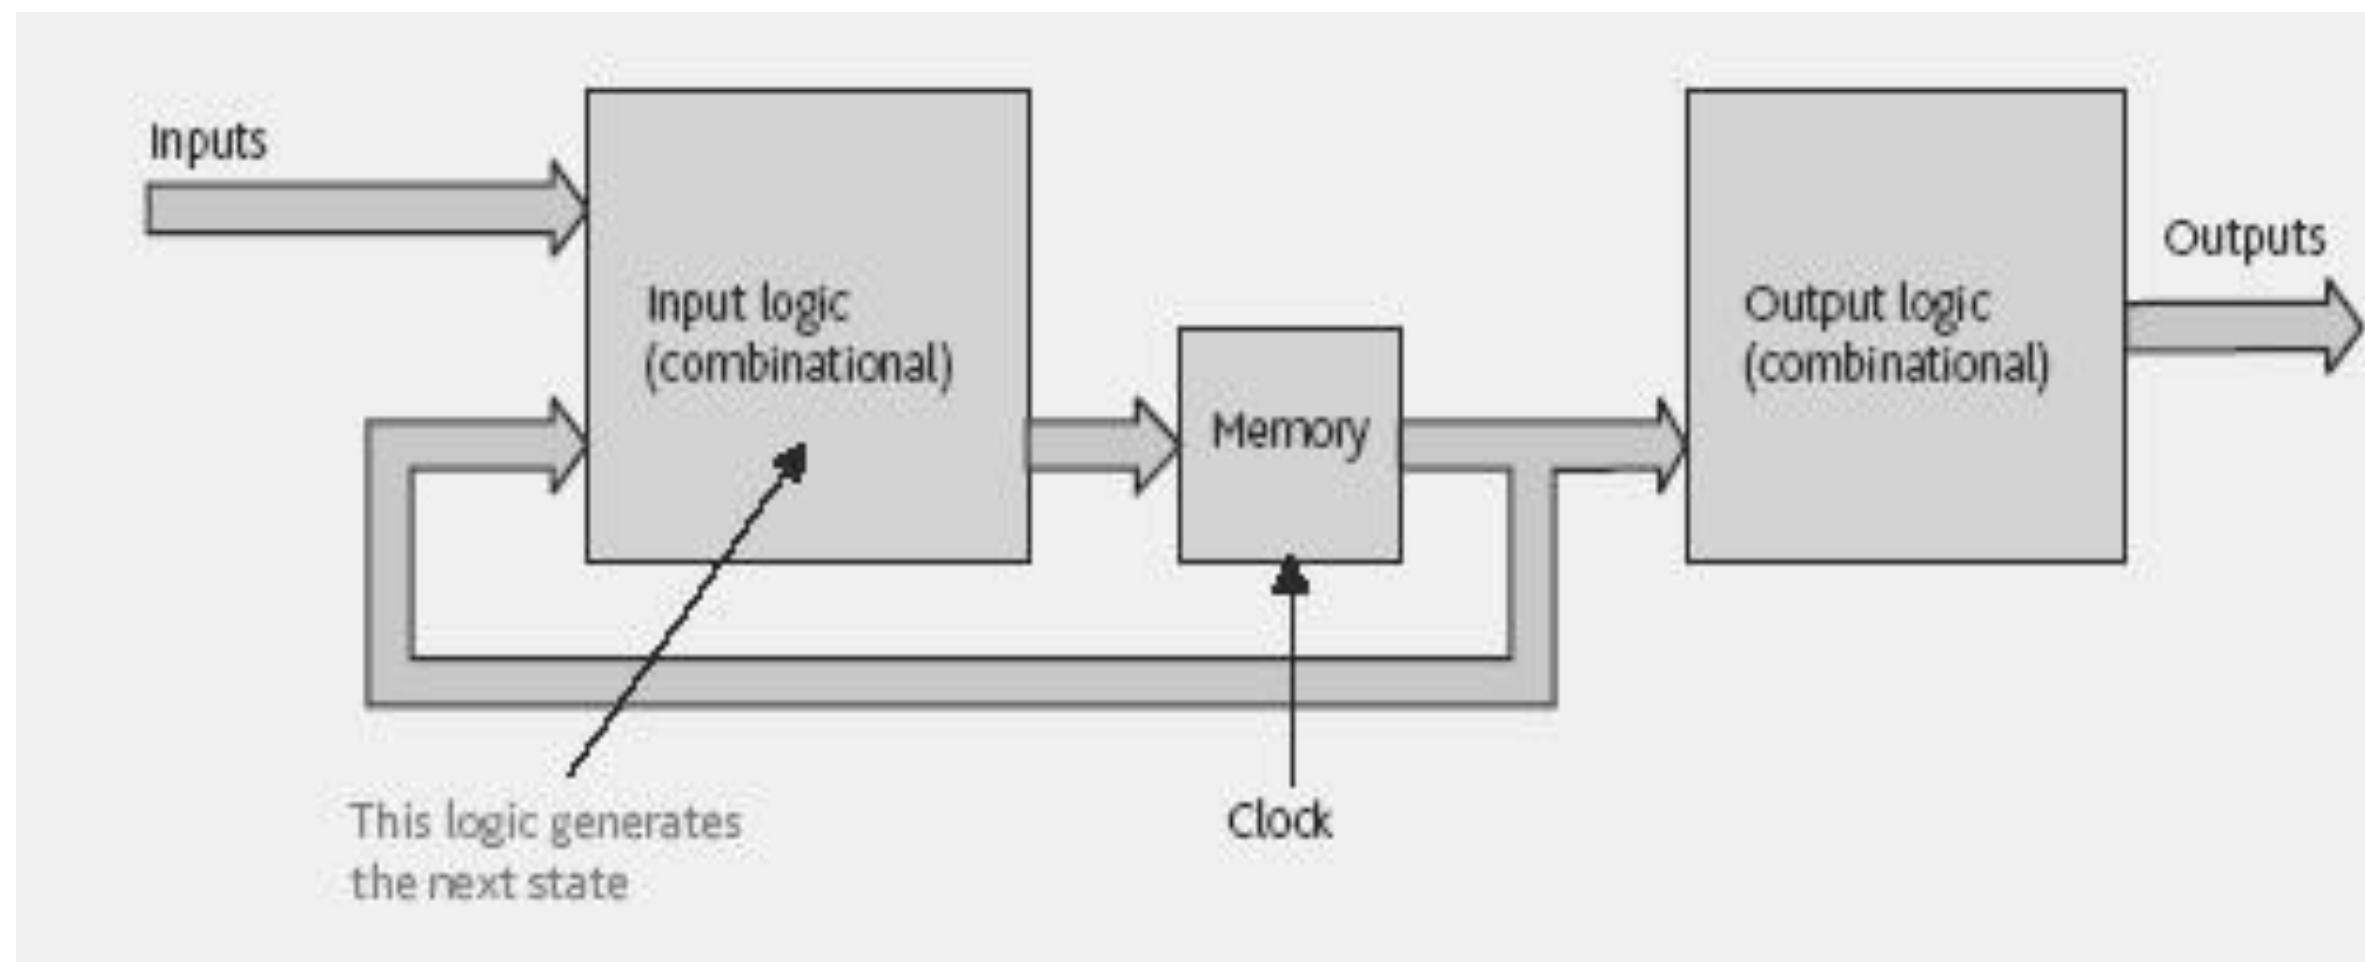 Inputs
Input logic
(combinational)
Memory
Output logic
(combinational)
Outputs
This logic generates
the next state
Clock